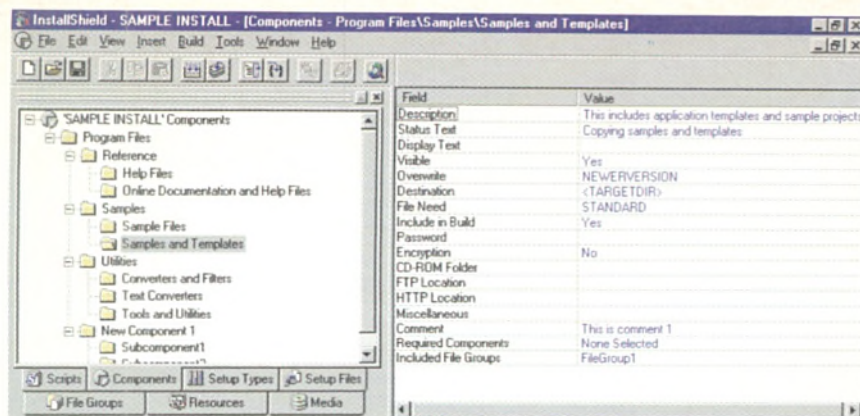 InstallShield - SAMPLE INSTALL - [Components - Program Files\Samples\Samples and Templates]
File Edit View Insert Build Tools Window Help
'SAMPLE INSTALL' Components
Program Files
Reference
Help Files
Online Documentation and Help Files
Samples
Sample Files
Samples and Templates
Utilities
Converters and Filters
Text Converters
Tools and Utilities
New Component 1
Subcomponent1
Scripts Components Setup Types Setup Files
File Groups Resources Media
Field Value
Description This includes application templates and sample projects
Status Text Copying samples and templates
Display Text
Visible Yes
Overwrite NEWERVERSION
Destination <TARGETDIR>
File Need STANDARD
Include in Build Yes
Password
Encryption No
CD-ROM Folder
FTP Location
HTTP Location
Miscellaneous
Comment This is comment 1
Required Components None Selected
Included File Groups FileGroup1